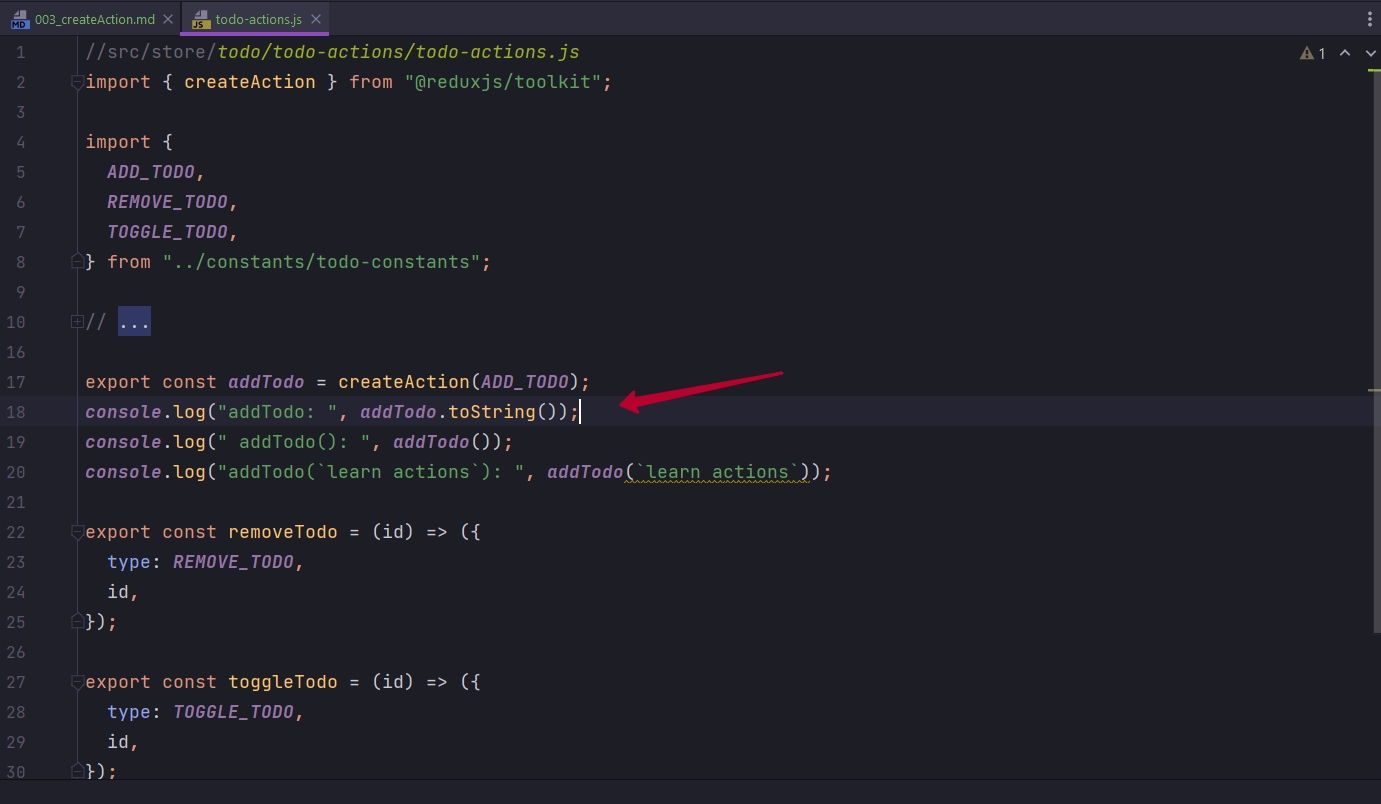 MD 003_createAction.md
JS todo-actions.js
1 //src/store/todo/todo-actions/todo-actions.js
1
2 import { createAction } from "@reduxjs/toolkit";
3
4 import {
5 ADD_TODO,
6 REMOVE_TODO,
7 TOGGLE_TODO,
8 } from "../constants/todo-constants";
9
10 // ...
16
17 export const addTodo = createAction(ADD_TODO);
18 console.log("addTodo: ", addTodo.toString());
19 console.log(" addTodo(): ", addTodo());
20 console.log("addTodo(`learn actions`): ", addTodo(`learn actions`));
21
22 export const removeTodo = (id) => ({
23 type: REMOVE_TODO,
24 id,
25 });
26
27 export const toggleTodo = (id) => ({
28 type: TOGGLE_TODO,
29 id,
30 });